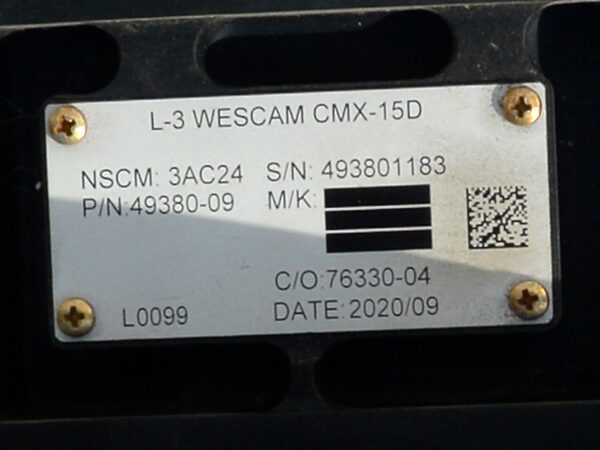 L-3 WESCAM CMX-15D
NSCM: 3AC24 S/N: 493801183
P/N:49380-09 M/K:
C/O:76330-04
L0099 DATE:2020/09